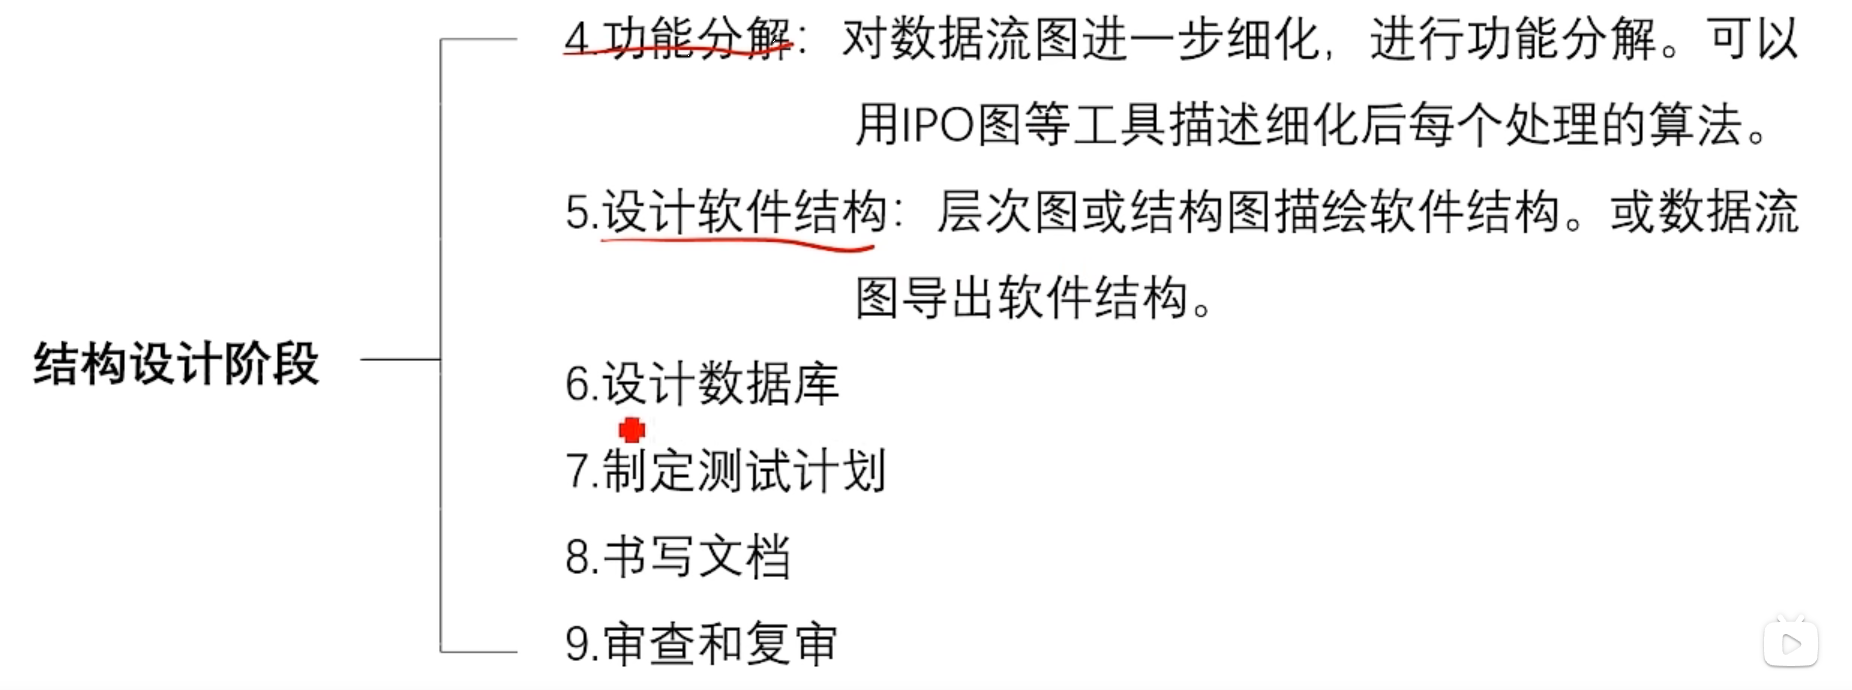 4.功能分解：对数据流图进一步细化，进行功能分解。可以
用IPO图等工具描述细化后每个处理的算法。
5.设计软件结构：层次图或结构图描绘软件结构。或数据流
图导出软件结构。
结构设计阶段
6.设计数据库
7.制定测试计划
8.书写文档
9.审查和复审